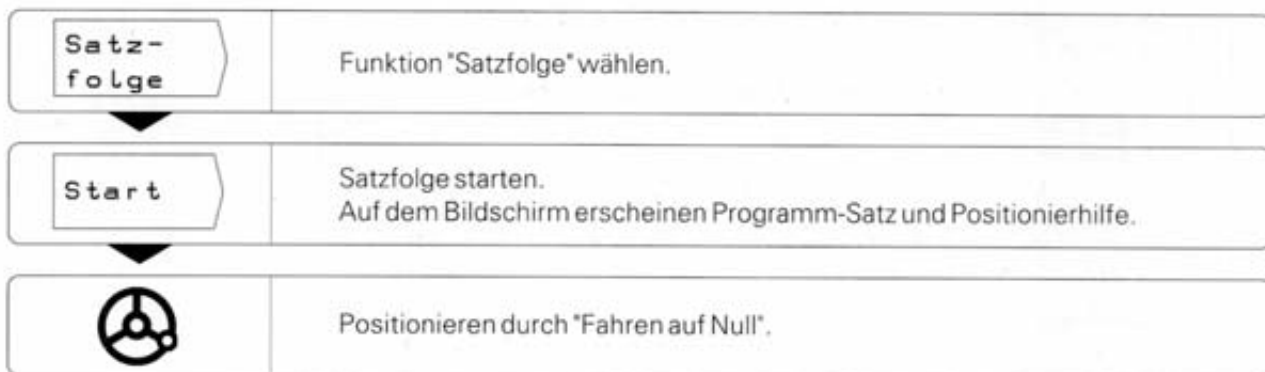 Satz-
folge
Funktion "Satzfolge" wählen.
Start
Satzfolge starten.
Auf dem Bildschirm erscheinen Programm-Satz und Positionierhilfe.
Positionieren durch "Fahren auf Null".